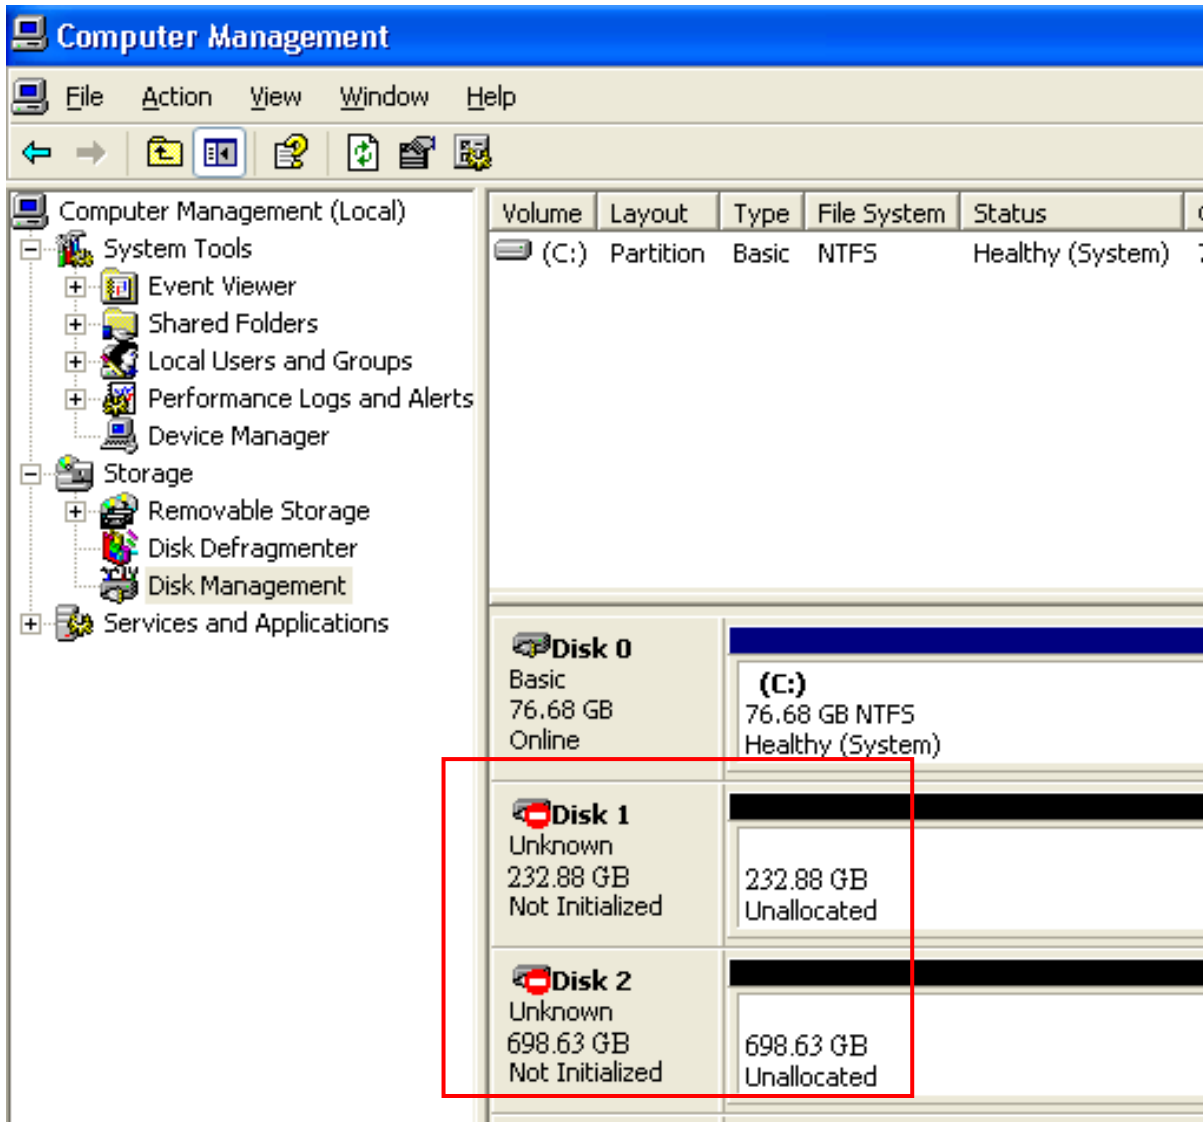 Computer Management
File Action View Window Help
Computer Management (Local)
System Tools
Event Viewer
Shared Folders
Local Users and Groups
Performance Logs and Alerts
Device Manager
Storage
Removable Storage
Disk Defragmenter
Disk Management
Services and Applications
Volume Layout Type File System Status
(C:) Partition Basic NTFS Healthy (System)
Disk 0
Basic
76.68 GB
Online
(C:)
76.68 GB NTFS
Healthy (System)
Disk 1
Unknown
232.88 GB
Not Initialized
232.88 GB
Unallocated
Disk 2
Unknown
698.63 GB
Not Initialized
698.63 GB
Unallocated